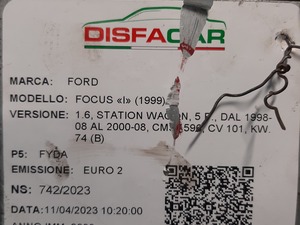 DISFACAR
MARCA: FORD
MODELLO: FOCUS «I» (1999)
VERSIONE: 1.6, STATION WAGON, 5 P., DAL 1998-
08 AL 2000-08, CM3 1596, CV 101, KW.
74 (B)
P5: FYDA
EMISSIONE: EURO 2
NS: 742/2023
DATA: 11/04/2023 10:20:00